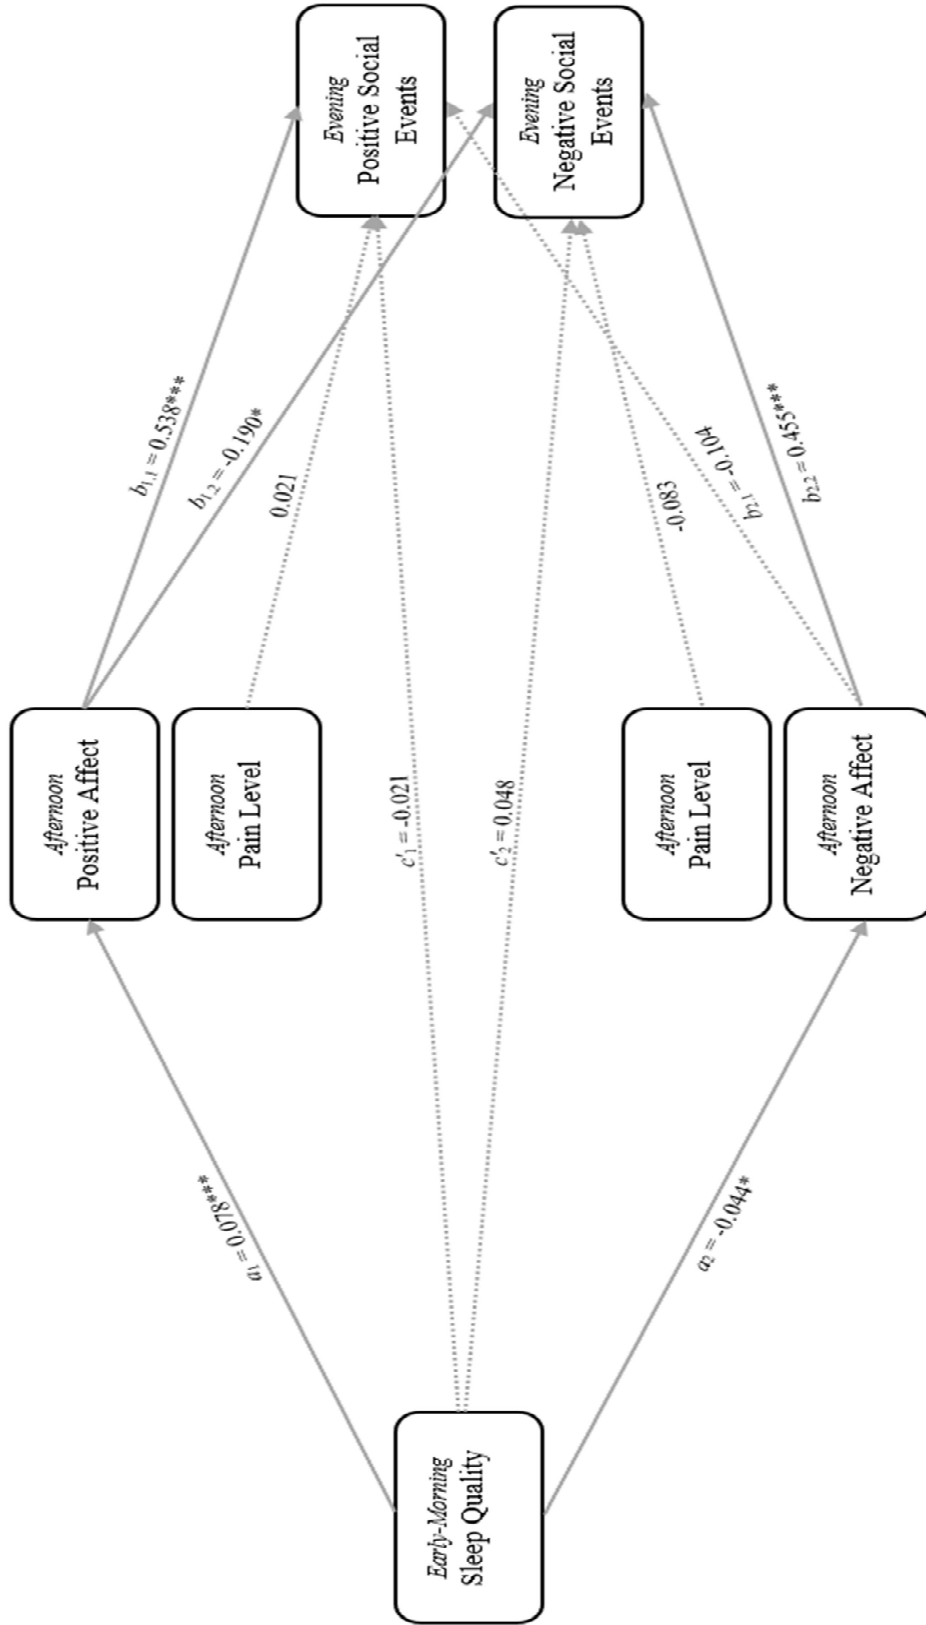 Early-Morning
Sleep Quality
a₁ = 0.078***
a₂ = -0.044*
Afternoon
Positive Affect
Afternoon
Pain Level
c′₁ = -0.021
c′₂ = 0.048
Afternoon
Pain Level
Afternoon
Negative Affect
b₁,₁ = 0.538***
b₁,₂ = -0.190*
0.021
-0.083
b₂,₁ = -0.104
b₂,₂ = 0.455***
Evening
Positive Social
Events
Evening
Negative Social
Events